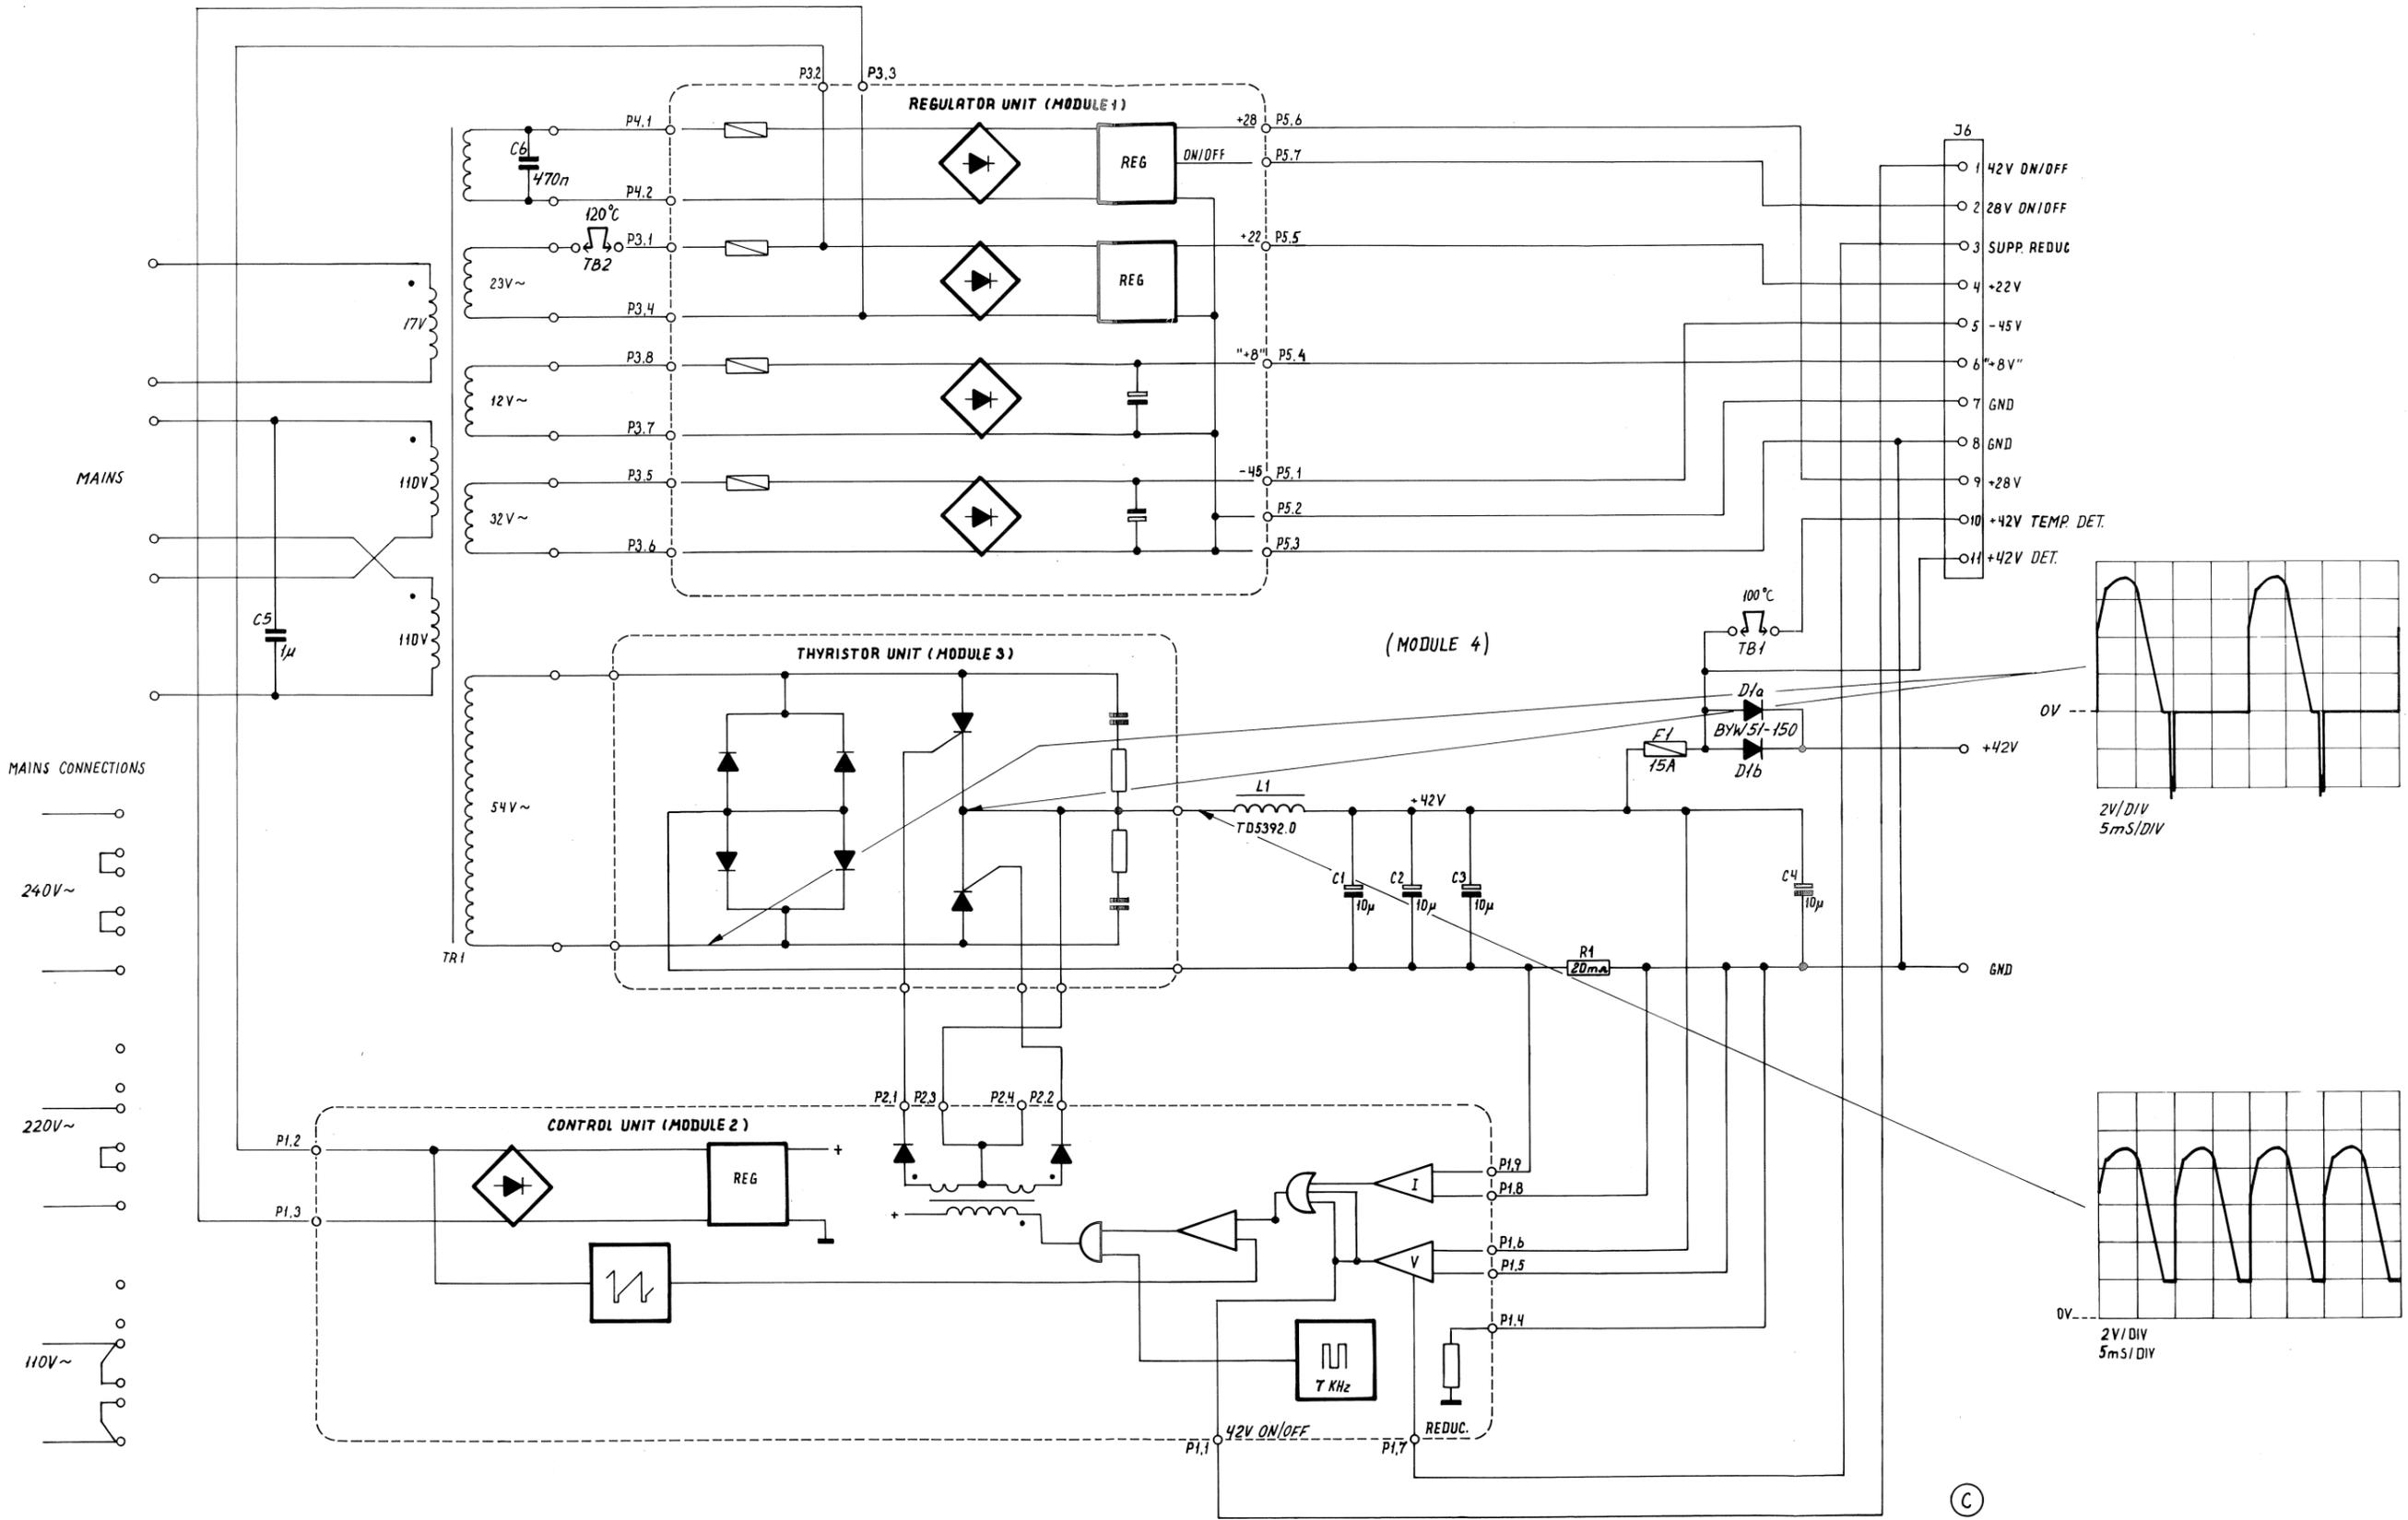 P3.2
P3,3
REGULATOR UNIT (MODULE 1)
P4.1
C6
470n
P4.2
REG
ON/OFF
+28
P5,6
P5.7
J6
1 42V ON/OFF
2 28V ON/OFF
3 SUPP. REDUC
4 +22V
5 -45V
6 "+8V"
7 GND
8 GND
9 +28V
10 +42V TEMP. DET.
11 +42V DET.
120°C
TB2
P3,1
23V~
P3,4
REG
+22
P5.5
17V
P3.8
12V~
P3.7
"+8"
P5.4
MAINS
110V
P3.5
32V~
P3.6
-45
P5.1
P5.2
P5.3
C5
1µ
110V
THYRISTOR UNIT (MODULE 3)
(MODULE 4)
100°C
TB1
D1a
BYW51-150
D1b
F1
15A
+42V
0V
2V/DIV
5mS/DIV
MAINS CONNECTIONS
54V~
TR1
L1
TD5392.0
+42V
C1
10µ
C2
10µ
C3
10µ
C4
10µ
R1
20mΩ
GND
240V~
220V~
110V~
P2.1
P2.3
P2.4
P2.2
CONTROL UNIT (MODULE 2)
P1.2
REG
+
P1.3
+
I
P1,9
P1.8
V
P1,6
P1,5
P1.4
7 KHz
P1,1
42V ON/OFF
P1,7
REDUC.
0V
2V/DIV
5mS/DIV
C